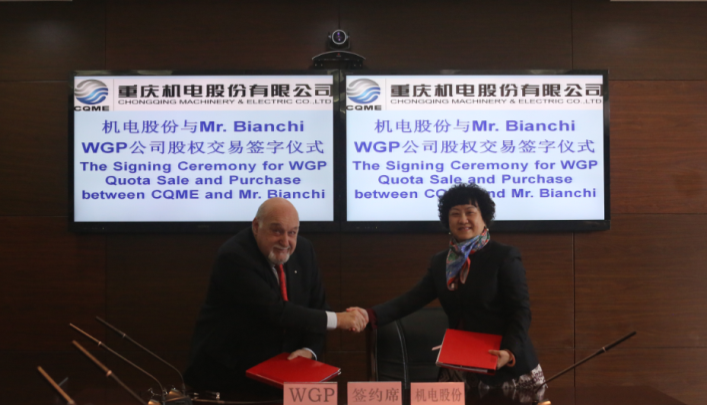 CQME
重庆机电股份有限公司
CHONGQING MACHINERY & ELECTRIC CO.,LTD.
机电股份与Mr. Bianchi
WGP公司股权交易签字仪式
The Signing Ceremony for WGP
Quota Sale and Purchase
between CQME and Mr. Bianchi
CQME
重庆机电股份有限公司
CHONGQING MACHINERY & ELECTRIC CO.,LTD
机电股份与Mr. Bianchi
WGP公司股权交易签字仪式
The Signing Ceremony for WGP
Quota Sale and Purchase
between CQME and Mr. Bianchi
WGP
签约席
机电股份